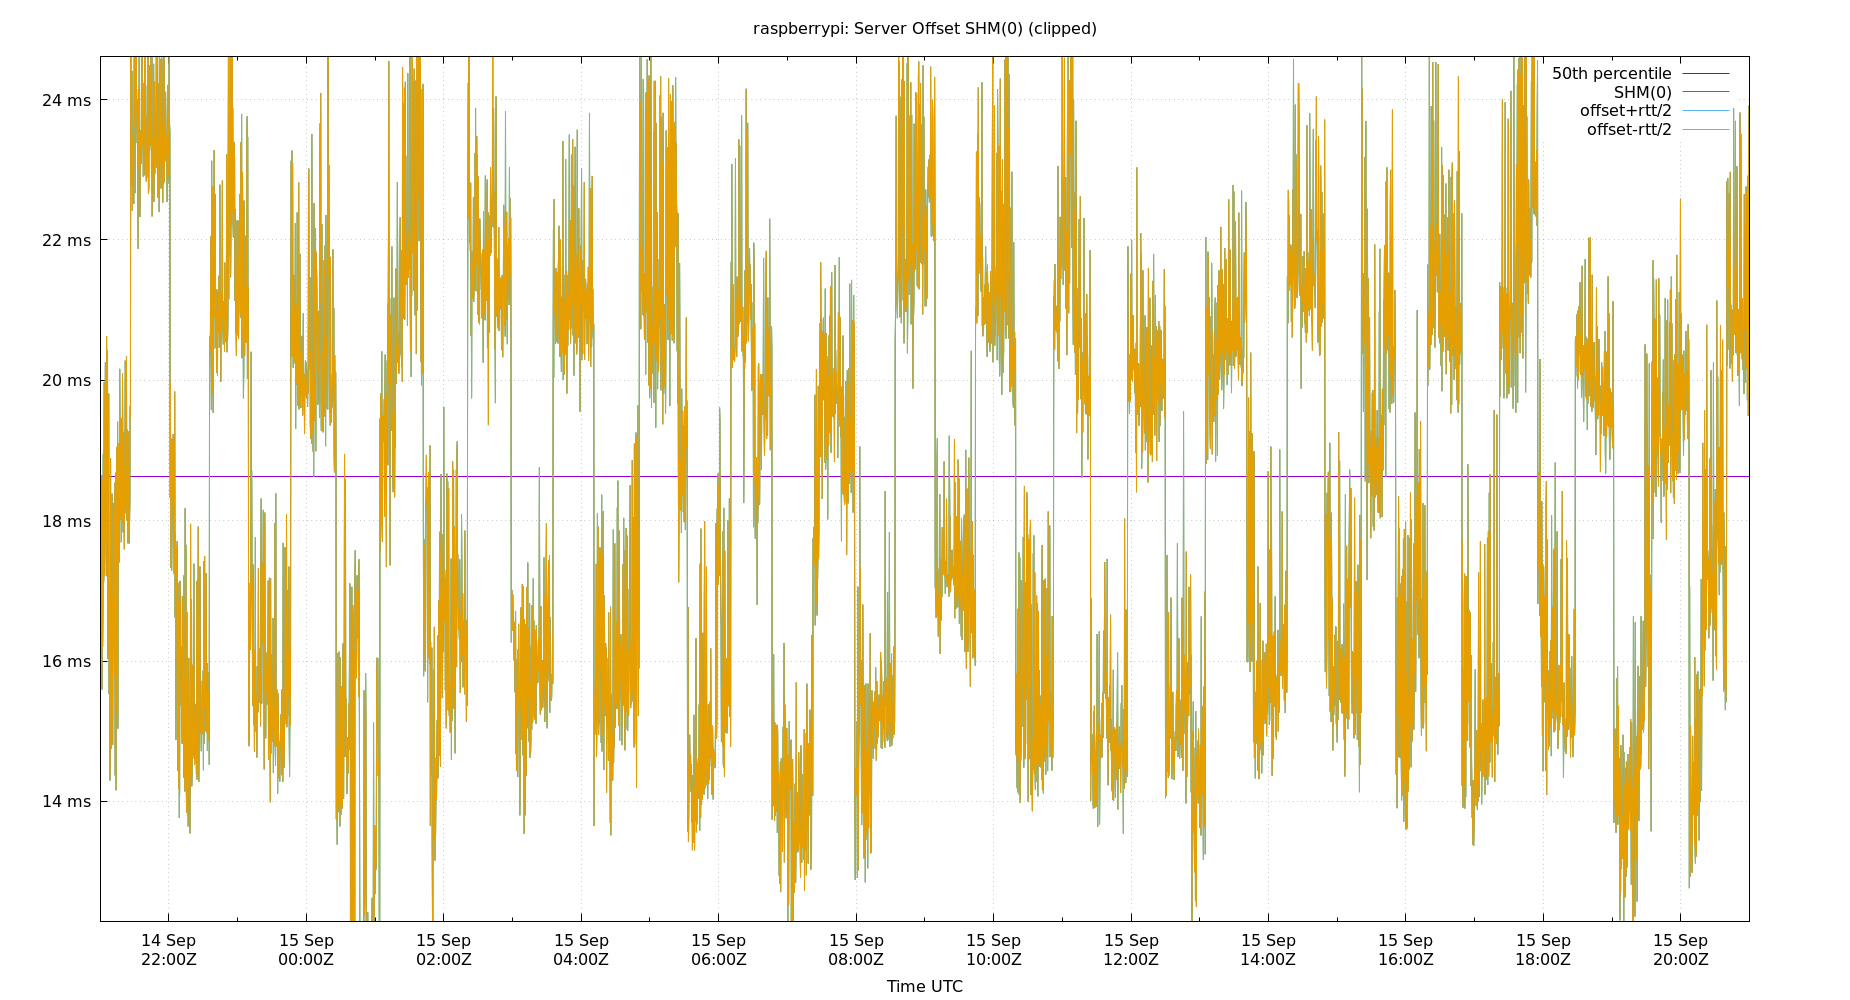 raspberrypi: Server Offset SHM(0) (clipped)
50th percentile
SHM(0)
offset+rtt/2
offset-rtt/2
24 ms
22 ms
20 ms
18 ms
16 ms
14 ms
14 Sep 15 Sep 15 Sep 15 Sep 15 Sep 15 Sep 15 Sep 15 Sep 15 Sep 15 Sep 15 Sep 15 Sep
22:00Z 00:00Z 02:00Z 04:00Z 06:00Z 08:00Z 10:00Z 12:00Z 14:00Z 16:00Z 18:00Z 20:00Z
Time UTC